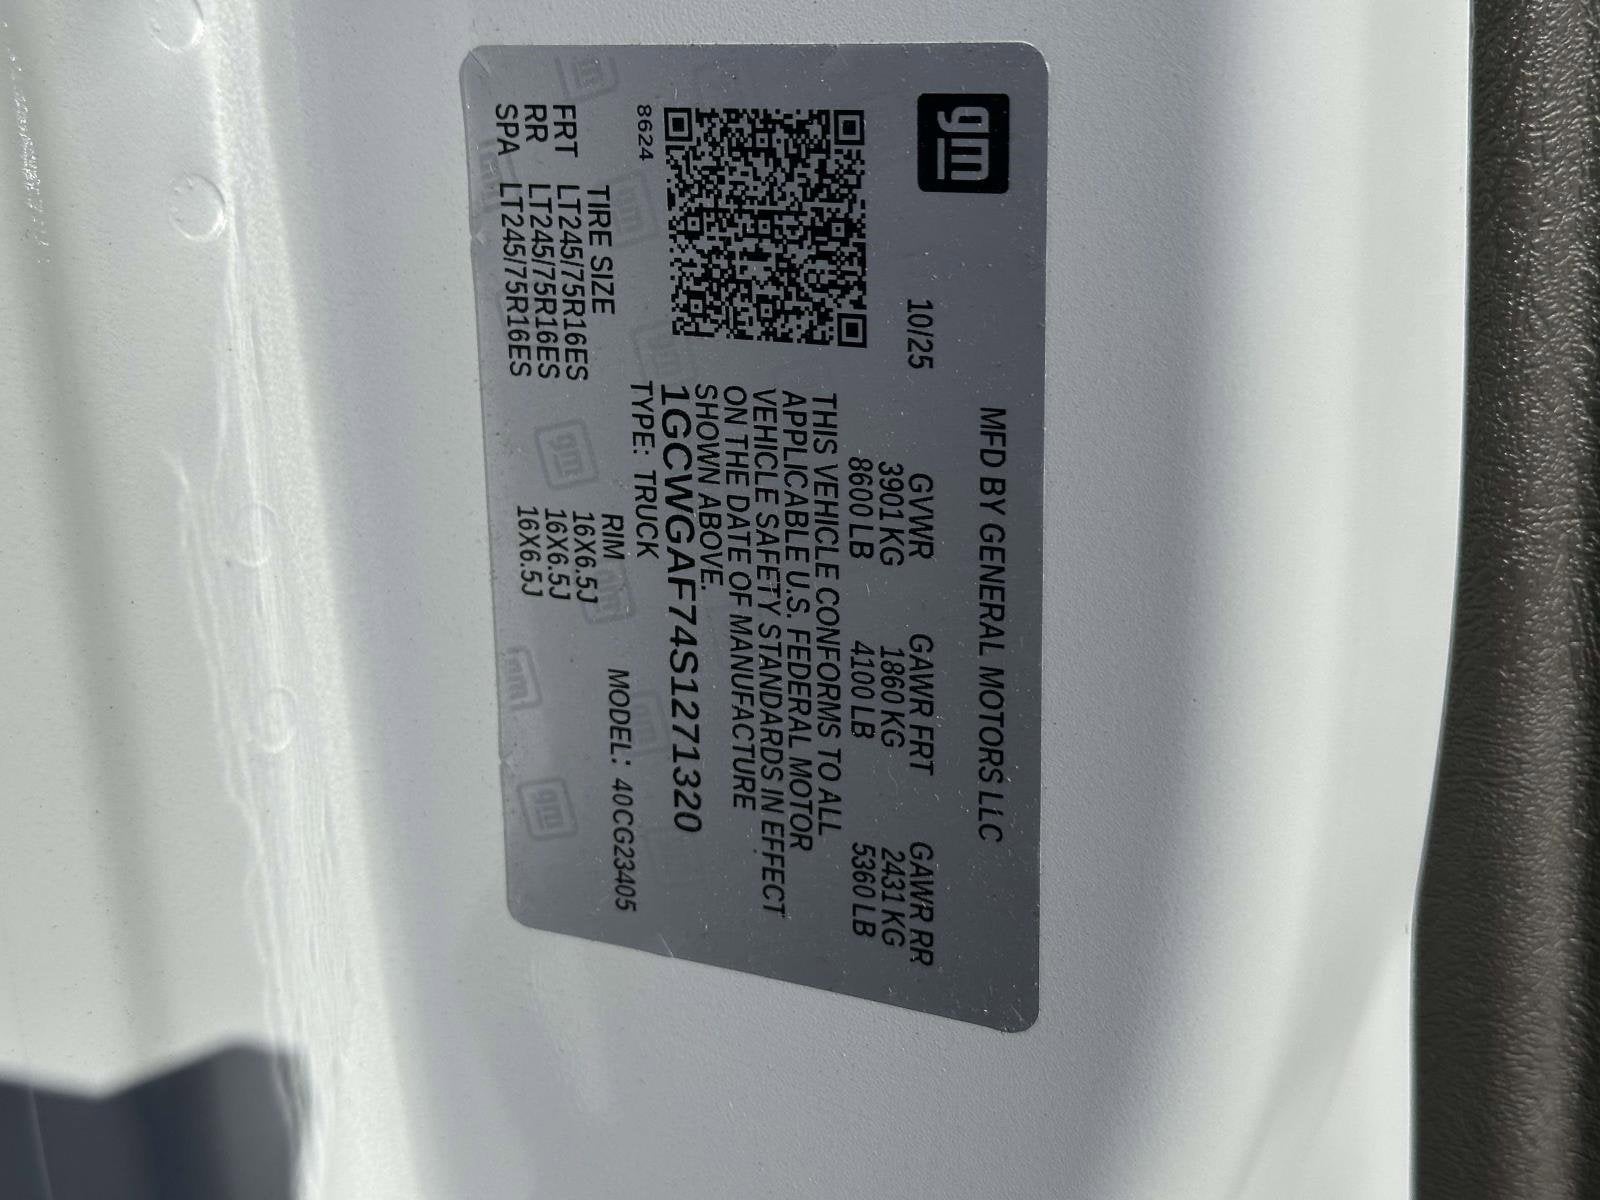 gm
MFD BY GENERAL MOTORS LLC
10/25 GVWR GAWR FRT GAWR RR
3901 KG 1860 KG 2431 KG
8600 LB 4100 LB 5360 LB
THIS VEHICLE CONFORMS TO ALL
APPLICABLE U.S. FEDERAL MOTOR
VEHICLE SAFETY STANDARDS IN EFFECT
ON THE DATE OF MANUFACTURE
SHOWN ABOVE.
1GCWGAF74S1271320
8624 TYPE: TRUCK MODEL: 40CG23405
TIRE SIZE RIM
FRT LT245/75R16ES 16X6.5J
RR LT245/75R16ES 16X6.5J
SPA LT245/75R16ES 16X6.5J